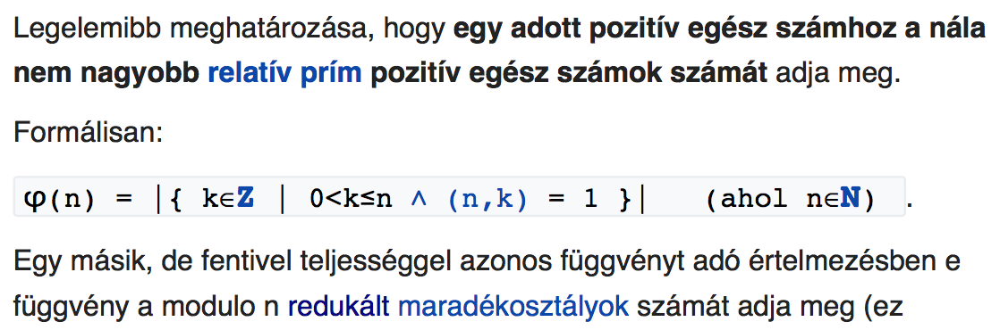 Legelemibb meghatározása, hogy egy adott pozitív egész számhoz a nála
nem nagyobb relatív prím pozitív egész számok számát adja meg.
Formálisan:
φ(n) = |{ k∈Z | 0<k≤n ∧ (n,k) = 1 }| (ahol n∈N) .
Egy másik, de fentivel teljességgel azonos függvényt adó értelmezésben e
függvény a modulo n redukált maradékosztályok számát adja meg (ez